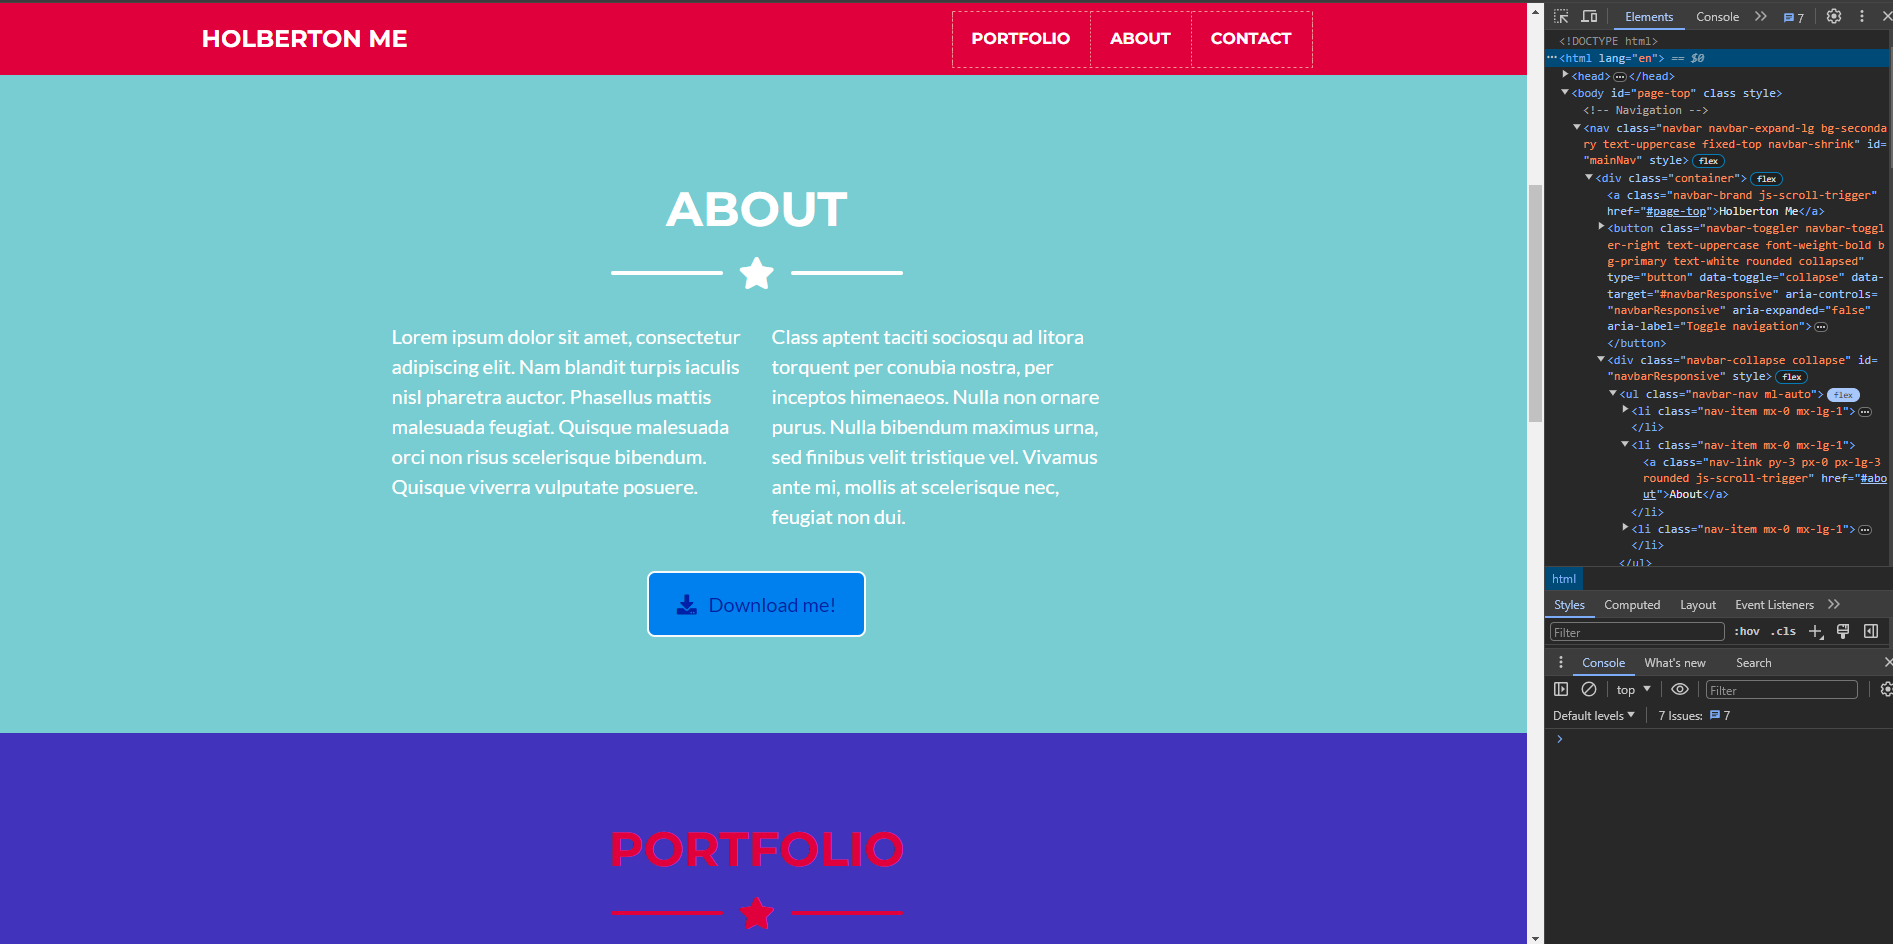 HOLBERTON ME
PORTFOLIO
ABOUT
CONTACT
ABOUT
Lorem ipsum dolor sit amet, consectetur
adipiscing elit. Nam blandit turpis iaculis
nisl pharetra auctor. Phasellus mattis
malesuada feugiat. Quisque malesuada
orci non risus scelerisque bibendum.
Quisque viverra vulputate posuere.
Class aptent taciti sociosqu ad litora
torquent per conubia nostra, per
inceptos himenaeos. Nulla non ornare
purus. Nulla bibendum maximus urna,
sed finibus velit tristique vel. Vivamus
ante mi, mollis at scelerisque nec,
feugiat non dui.
Download me!
PORTFOLIO
Elements
Console
7
<!DOCTYPE html>
<html lang="en"> == $0
<head></head>
<body id="page-top" class style>
<!-- Navigation -->
<nav class="navbar navbar-expand-lg bg-seconda
ry text-uppercase fixed-top navbar-shrink" id=
"mainNav" style> flex
<div class="container"> flex
<a class="navbar-brand js-scroll-trigger"
href="#page-top">Holberton Me</a>
<button class="navbar-toggler navbar-toggl
er-right text-uppercase font-weight-bold b
g-primary text-white rounded collapsed"
type="button" data-toggle="collapse" data-
target="#navbarResponsive" aria-controls=
"navbarResponsive" aria-expanded="false"
aria-label="Toggle navigation">
</button>
<div class="navbar-collapse collapse" id=
"navbarResponsive" style> flex
<ul class="navbar-nav ml-auto"> flex
<li class="nav-item mx-0 mx-lg-1">
</li>
<li class="nav-item mx-0 mx-lg-1">
<a class="nav-link py-3 px-0 px-lg-3
rounded js-scroll-trigger" href="#abo
ut">About</a>
</li>
<li class="nav-item mx-0 mx-lg-1">
</li>
</ul>
html
Styles
Computed
Layout
Event Listeners
Filter
:hov
.cls
Console
What's new
Search
top
Filter
Default levels
7 Issues:
7